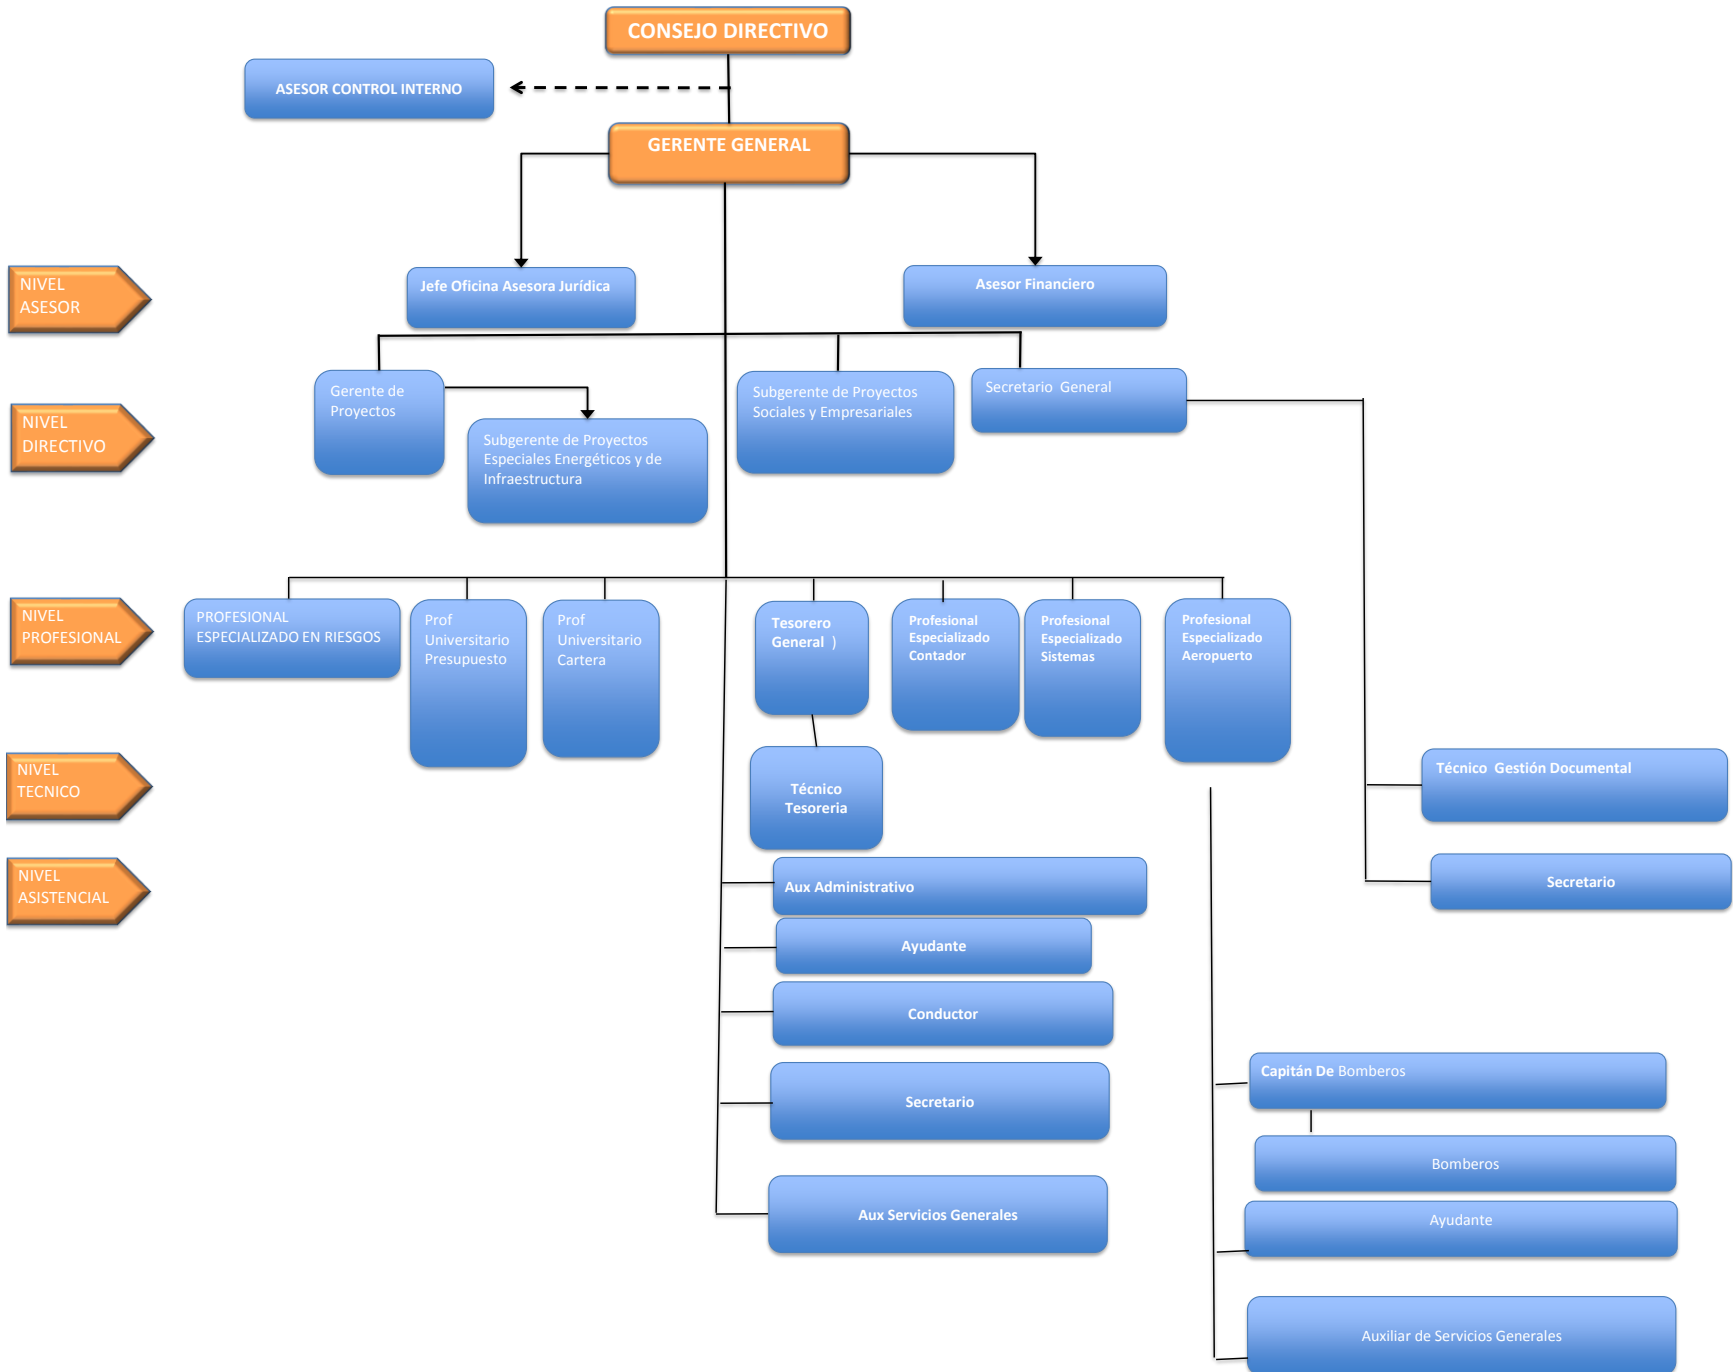 CONSEJO DIRECTIVO
ASESOR CONTROL INTERNO
GERENTE GENERAL
NIVEL
ASESOR
Jefe Oficina Asesora Jurídica
Asesor Financiero
NIVEL
DIRECTIVO
Gerente de
Proyectos
Subgerente de Proyectos
Especiales Energéticos y de
Infraestructura
Subgerente de Proyectos
Sociales y Empresariales
Secretario General
NIVEL
PROFESIONAL
PROFESIONAL
ESPECIALIZADO EN RIESGOS
Prof
Universitario
Presupuesto
Prof
Universitario
Cartera
Tesorero
General )
Profesional
Especializado
Contador
Profesional
Especializado
Sistemas
Profesional
Especializado
Aeropuerto
NIVEL
TECNICO
Técnico
Tesoreria
Técnico Gestión Documental
NIVEL
ASISTENCIAL
Aux Administrativo
Secretario
Ayudante
Conductor
Secretario
Aux Servicios Generales
Capitán De Bomberos
Bomberos
Ayudante
Auxiliar de Servicios Generales